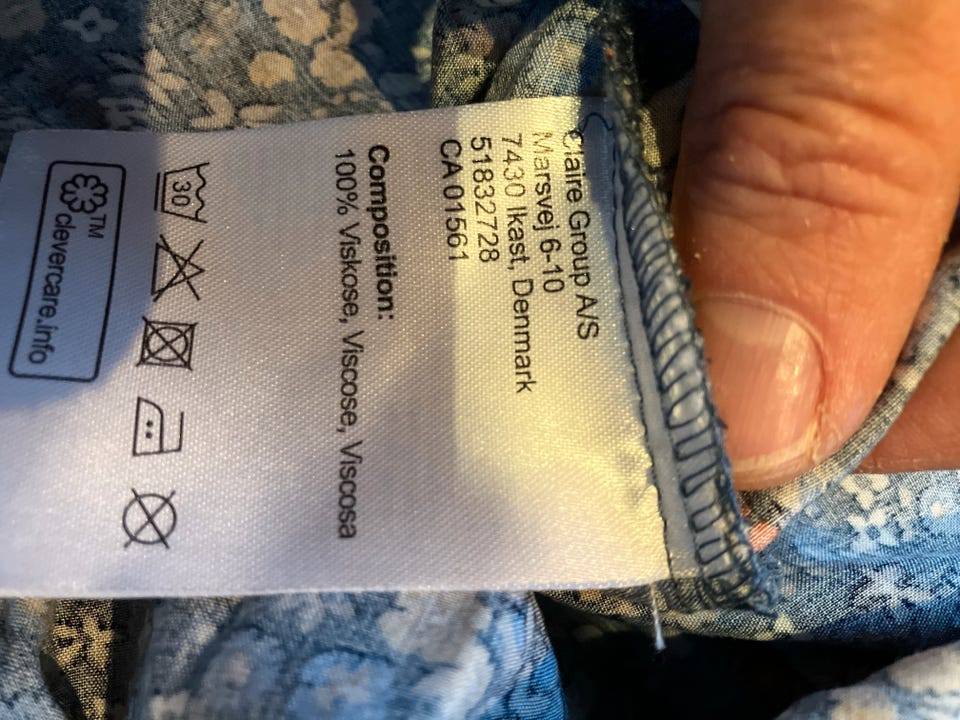 Claire Group A/S
Marsvej 6-10
7430 Ikast, Denmark
51832728
CA 01561
Composition:
100% Viskose, Viscose, Viscosa
30
™
clevercare.info